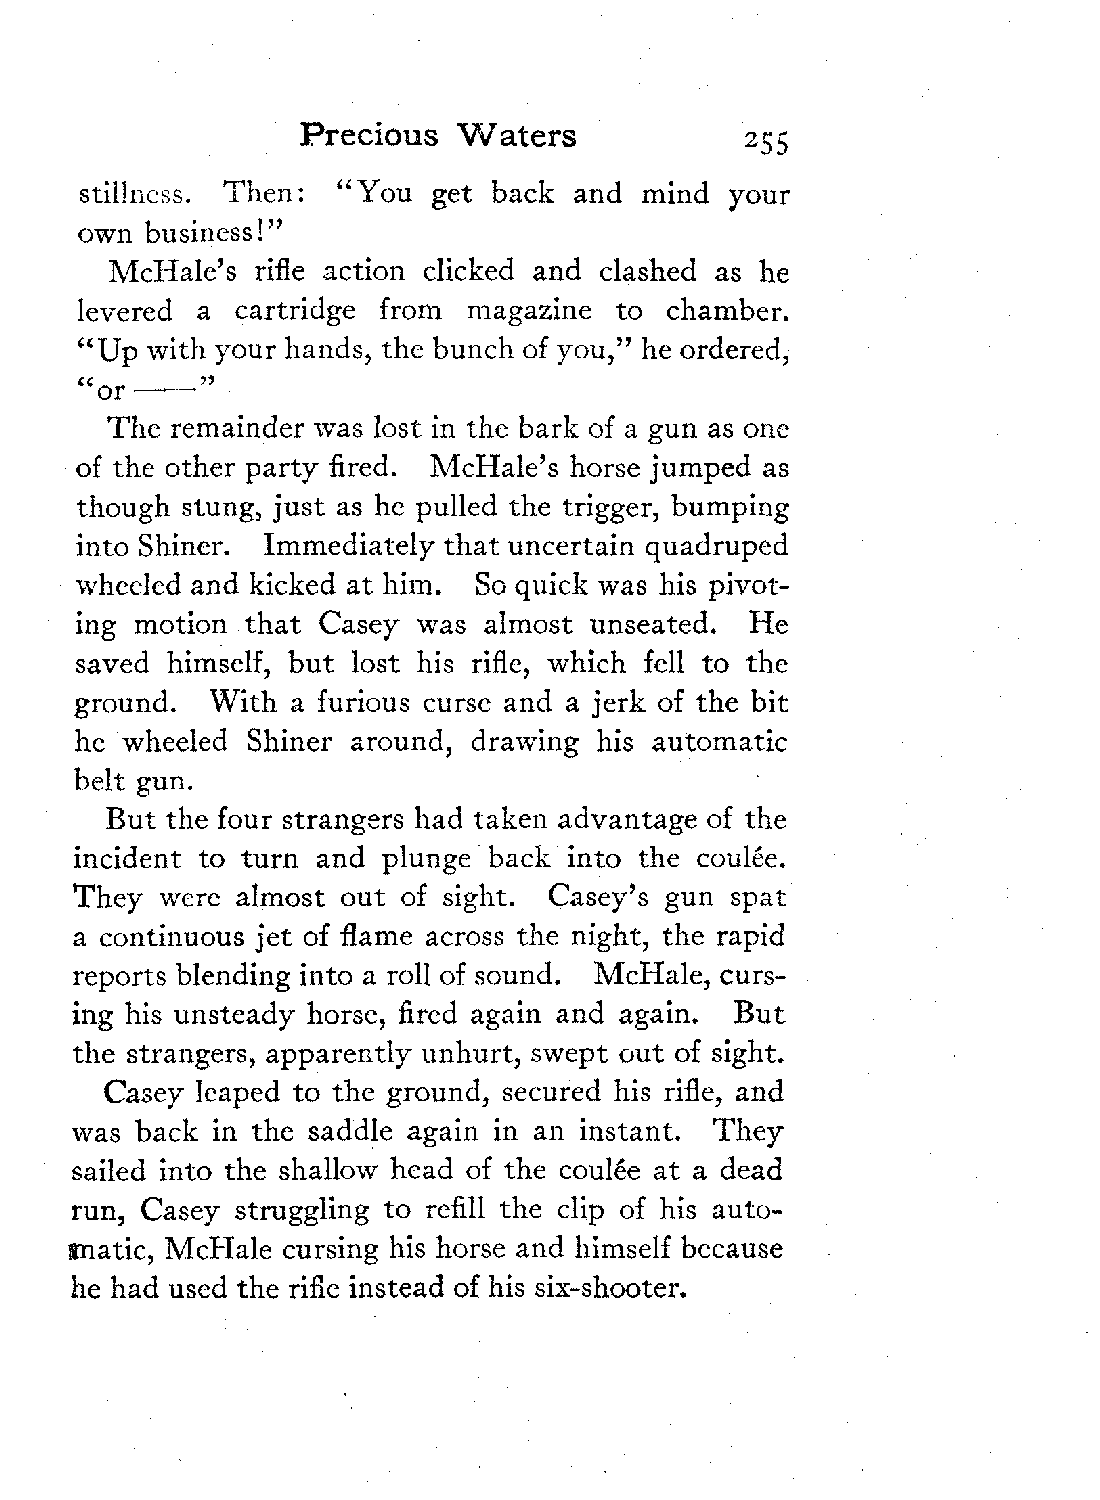 Precious Waters 255
stillness. Then: “You get back and mind your
own business!”
McHale’s rifle action clicked and clashed as he
levered a cartridge from magazine to chamber.
“Up with your hands, the bunch of you,” he ordered,
“or ——”
The remainder was lost in the bark of a gun as one
of the other party fired. McHale’s horse jumped as
though stung, just as he pulled the trigger, bumping
into Shiner. Immediately that uncertain quadruped
wheeled and kicked at him. So quick was his pivot-
ing motion that Casey was almost unseated. He
saved himself, but lost his rifle, which fell to the
ground. With a furious curse and a jerk of the bit
he wheeled Shiner around, drawing his automatic
belt gun.
But the four strangers had taken advantage of the
incident to turn and plunge back into the coulée.
They were almost out of sight. Casey’s gun spat
a continuous jet of flame across the night, the rapid
reports blending into a roll of sound. McHale, curs-
ing his unsteady horse, fired again and again. But
the strangers, apparently unhurt, swept out of sight.
Casey leaped to the ground, secured his rifle, and
was back in the saddle again in an instant. They
sailed into the shallow head of the coulée at a dead
run, Casey struggling to refill the clip of his auto-
matic, McHale cursing his horse and himself because
he had used the rifle instead of his six-shooter.